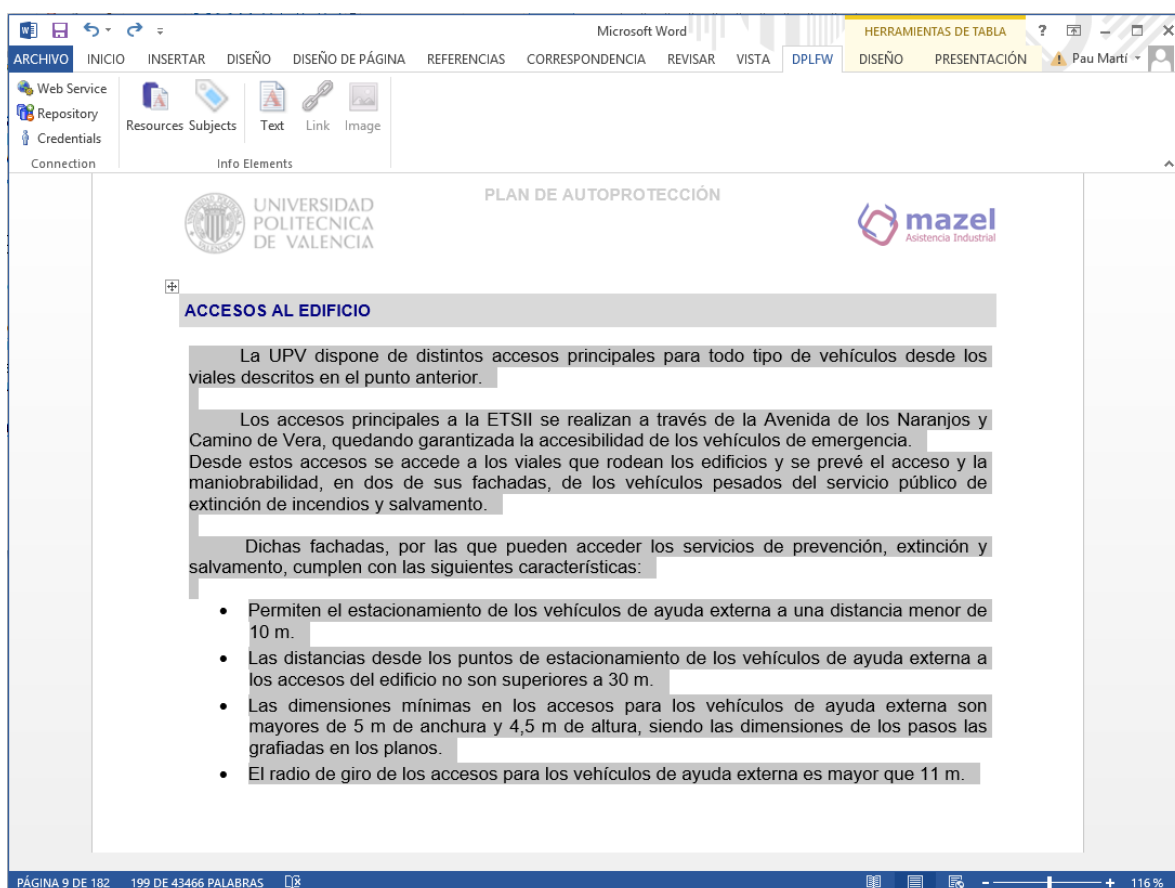 Microsoft Word
HERRAMIENTAS DE TABLA
?
ARCHIVO INICIO INSERTAR DISEÑO DISEÑO DE PÁGINA REFERENCIAS CORRESPONDENCIA REVISAR VISTA DPLFW DISEÑO PRESENTACIÓN Pau Martí
Web Service
Repository
Credentials
Resources Subjects Text Link Image
Connection Info Elements
UNIVERSIDAD
POLITECNICA
DE VALENCIA
PLAN DE AUTOPROTECCIÓN
mazel
Asistencia Industrial
ACCESOS AL EDIFICIO
La UPV dispone de distintos accesos principales para todo tipo de vehículos desde los
viales descritos en el punto anterior.
Los accesos principales a la ETSII se realizan a través de la Avenida de los Naranjos y
Camino de Vera, quedando garantizada la accesibilidad de los vehículos de emergencia.
Desde estos accesos se accede a los viales que rodean los edificios y se prevé el acceso y la
maniobrabilidad, en dos de sus fachadas, de los vehículos pesados del servicio público de
extinción de incendios y salvamento.
Dichas fachadas, por las que pueden acceder los servicios de prevención, extinción y
salvamento, cumplen con las siguientes características:
• Permiten el estacionamiento de los vehículos de ayuda externa a una distancia menor de
10 m.
• Las distancias desde los puntos de estacionamiento de los vehículos de ayuda externa a
los accesos del edificio no son superiores a 30 m.
• Las dimensiones mínimas en los accesos para los vehículos de ayuda externa son
mayores de 5 m de anchura y 4,5 m de altura, siendo las dimensiones de los pasos las
grafiadas en los planos.
• El radio de giro de los accesos para los vehículos de ayuda externa es mayor que 11 m.
PÁGINA 9 DE 182 199 DE 43466 PALABRAS 116 %